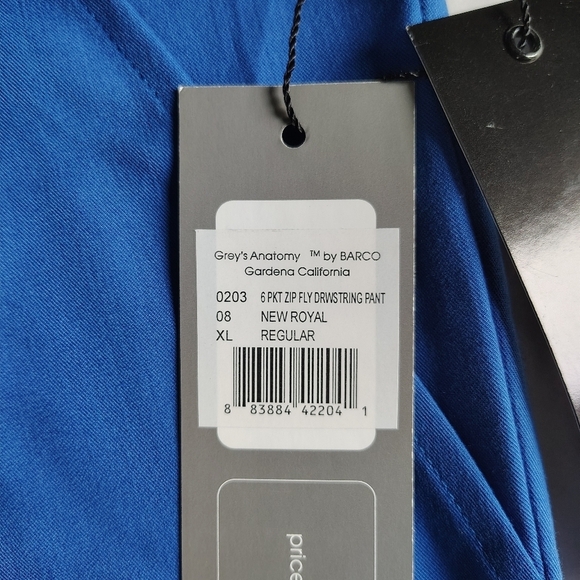 Grey's Anatomy ™ by BARCO
Gardena California
0203 6 PKT ZIP FLY DRWSTRING PANT
08 NEW ROYAL
XL REGULAR
8 83884 42204 1
price